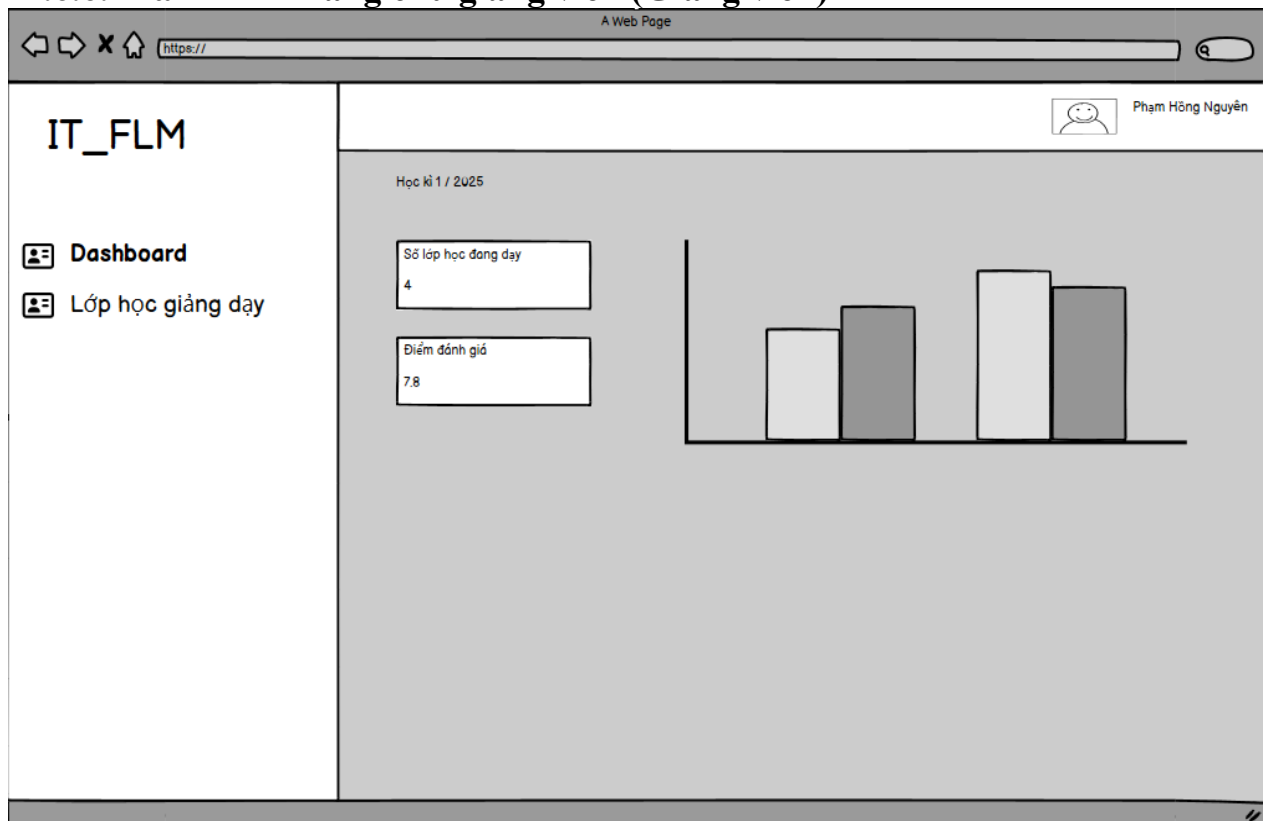 A Web Page
https://
IT_FLM
Phạm Hồng Nguyên
Học kì 1 / 2025
Dashboard
Lớp học giảng dạy
Số lớp học đang dạy
4
Điểm đánh giá
7.8